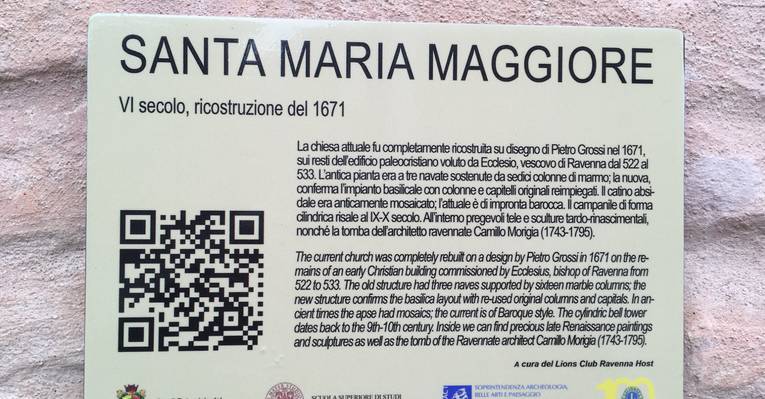 SANTA MARIA MAGGIORE
VI secolo, ricostruzione del 1671
La chiesa attuale fu completamente ricostruita su disegno di Pietro Grossi nel 1671,
sui resti dell'edificio paleocristiano voluto da Ecclesio, vescovo di Ravenna dal 522 al
533. L'antica pianta era a tre navate sostenute da sedici colonne di marmo; la nuova,
conferma l'impianto basilicale con colonne e capitelli originali reimpiegati. Il catino absi-
dale era anticamente mosaicato; l'attuale è di impronta barocca. Il campanile di forma
cilindrica risale al IX-X secolo. All'interno pregevoli tele e sculture tardo-rinascimentali,
nonché la tomba dell'architetto ravennate Camillo Morigia (1743-1795).
The current church was completely rebuilt on a design by Pietro Grossi in 1671 on the re-
mains of an early Christian building commissioned by Ecclesius, bishop of Ravenna from
522 to 533. The old structure had three naves supported by sixteen marble columns; the
new structure confirms the basilica layout with re-used original columns and capitals. In an-
cient times the apse had mosaics; the current is of Baroque style. The cylindric bell tower
dates back to the 9th-10th century. Inside we can find precious late Renaissance paintings
and sculptures as well as the tomb of the Ravennate architect Camillo Morigia (1743-1795).
A cura del Lions Club Ravenna Host
SCUOLA SUPERIORE DI STUDI
SOPRINTENDENZA ARCHEOLOGIA,
BELLE ARTI E PAESAGGIO